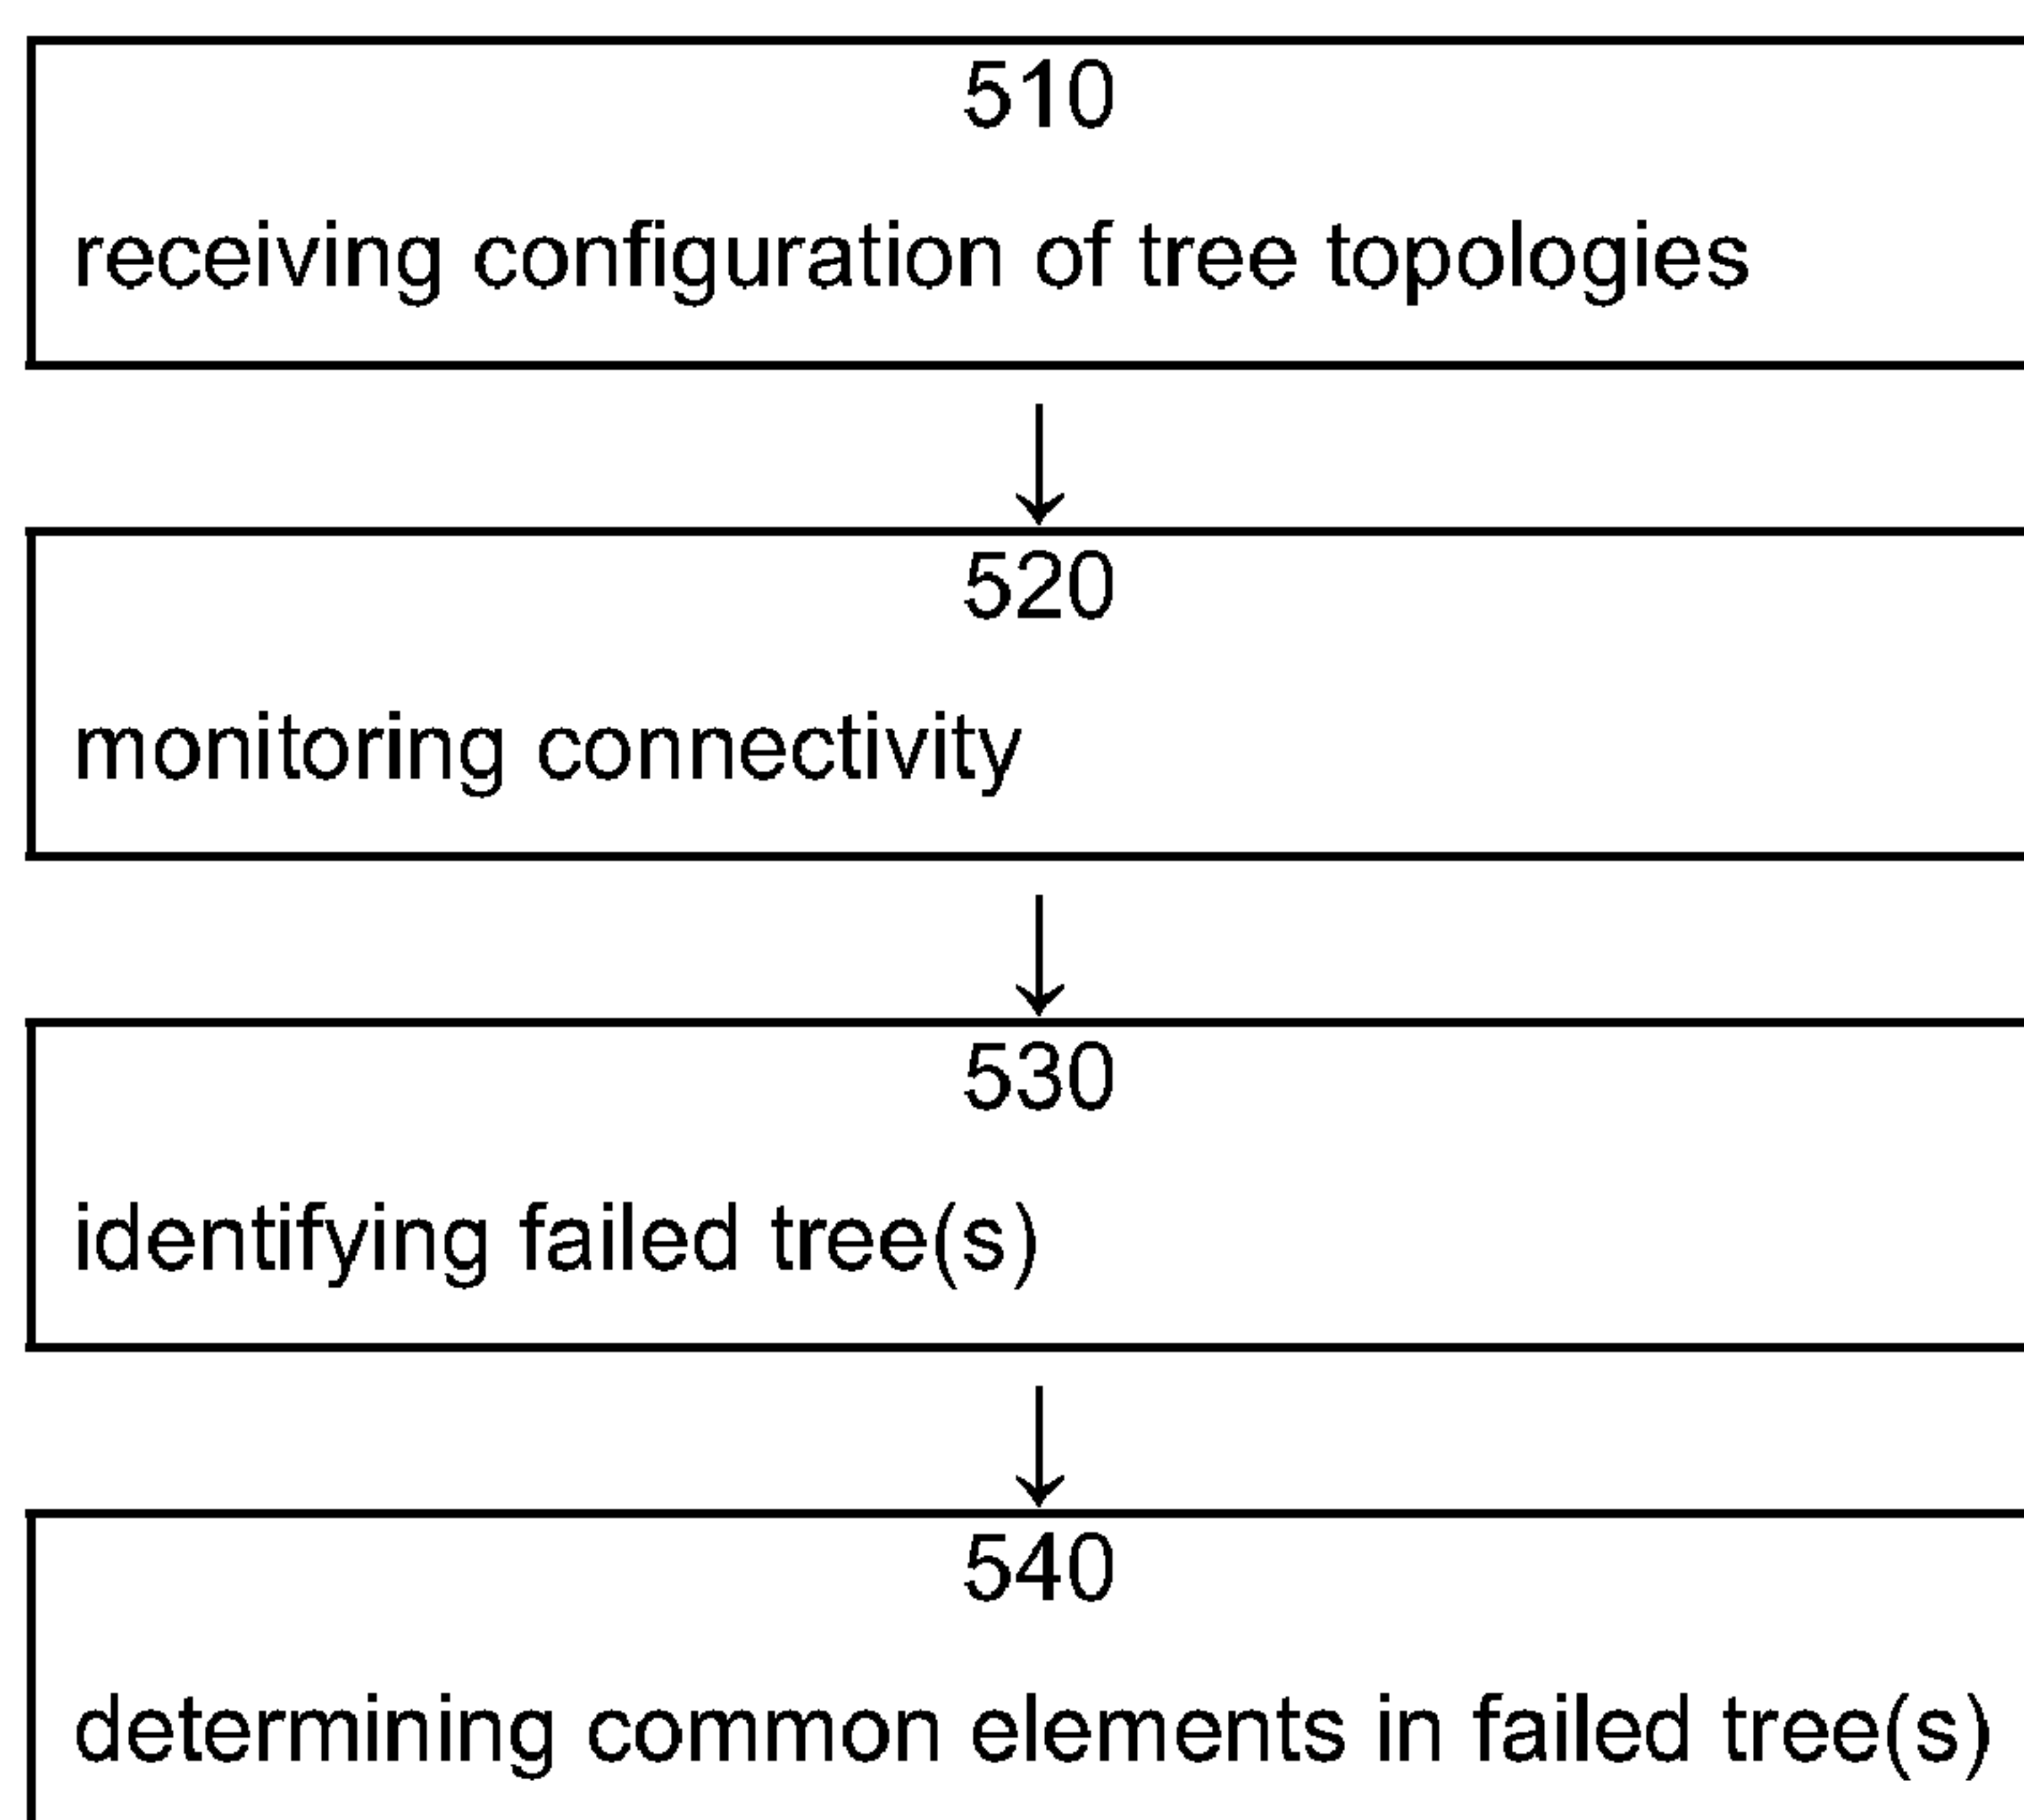 510
receiving configuration of tree topologies
520
monitoring connectivity
530
identifying failed tree(s)
540
determining common elements in failed tree(s)